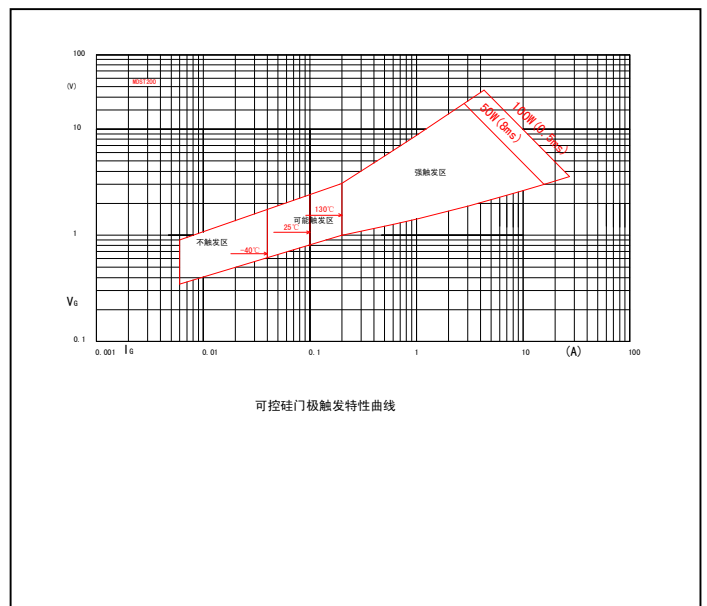 100
(V)
MDST200
10
50W(8ms)
100W(0.5ms)
强触发区
130℃
可能触发区
25℃
不触发区
-40℃
1
VG
0.1
0.001
IG
0.01
0.1
1
10
(A)
100
可控硅门极触发特性曲线